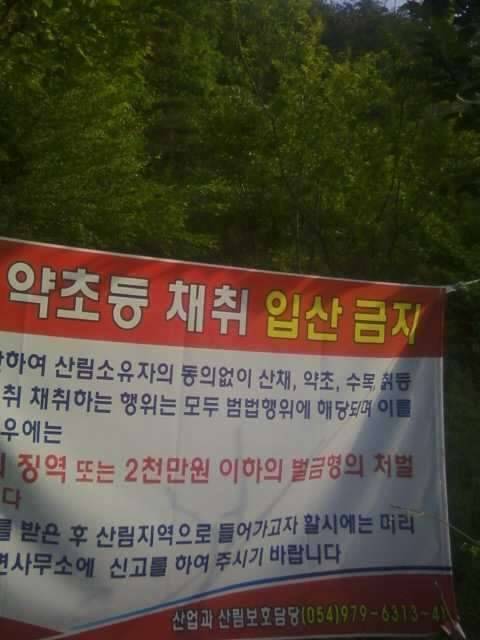 약초등 채취 입산 금지
하여 산림소유자의 동의없이 산채, 약초, 수목, 췱등
취 채취하는 행위는 모두 범법행위에 해당되며 이를
우에는
징역 또는 2천만원 이하의 벌금형의 처벌
다
를 받은 후 산림지역으로 들어가고자 할시에는 미리
면사무소에 신고를 하여 주시기 바랍니다
산업과 산림보호담당(054)979-6313-4